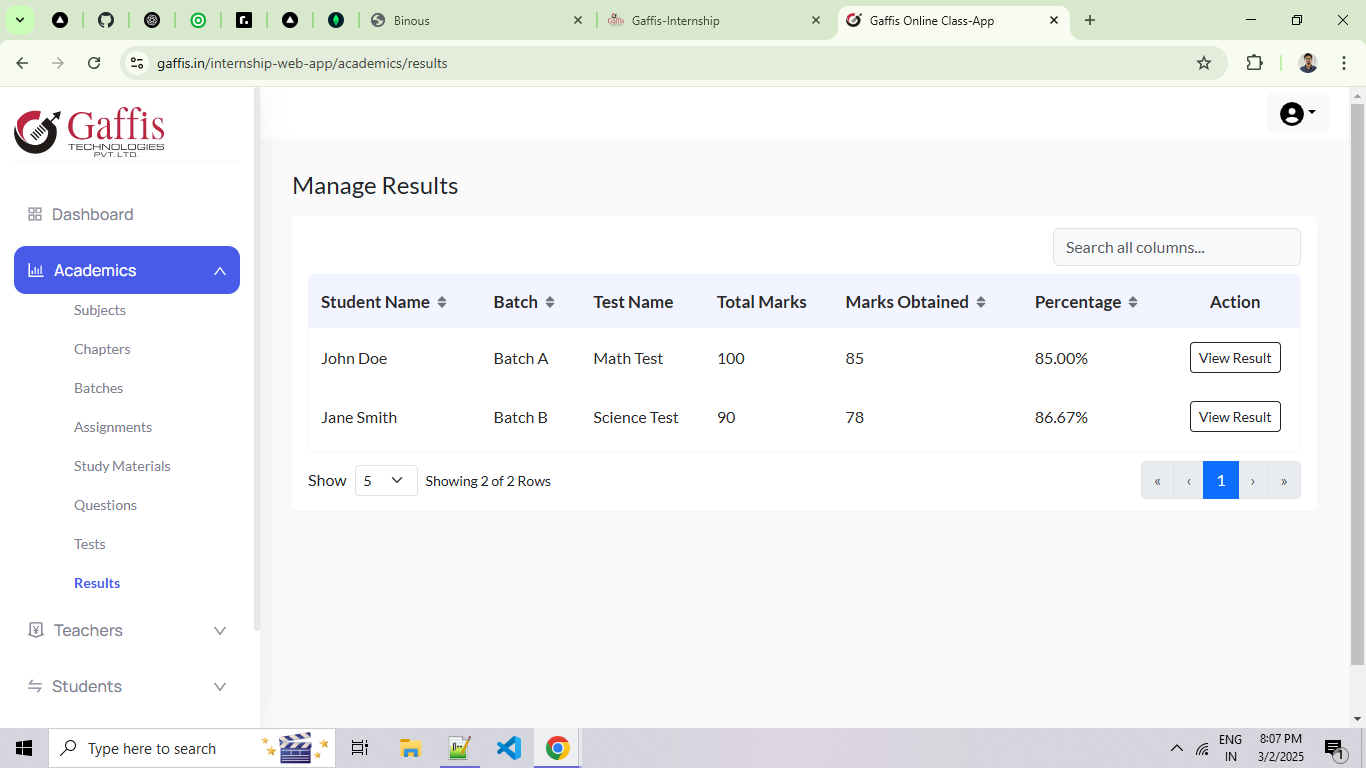 Binous
Gaffis-Internship
Gaffis Online Class-App
gaffis.in/internship-web-app/academics/results
Gaffis
TECHNOLOGIES
PVT. LTD.
Dashboard
Academics
Subjects
Chapters
Batches
Assignments
Study Materials
Questions
Tests
Results
Teachers
Students
Manage Results
Search all columns...
Student Name Batch Test Name Total Marks Marks Obtained Percentage Action
John Doe Batch A Math Test 100 85 85.00% View Result
Jane Smith Batch B Science Test 90 78 86.67% View Result
Show 5 Showing 2 of 2 Rows
« ‹ 1 › »
Type here to search
ENG
IN
8:07 PM
3/2/2025
1